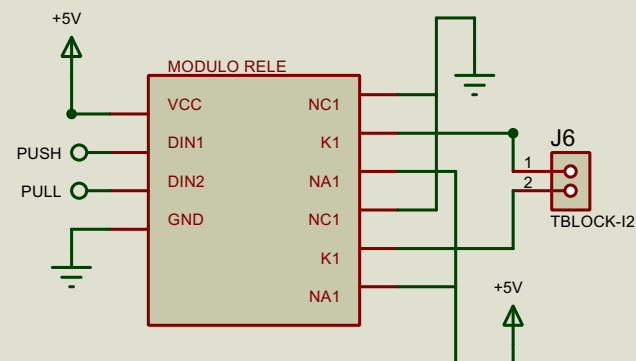 +5V
MODULO RELE
VCC NC1
DIN1 K1
PUSH
J6
1
DIN2 NA1
PULL
2
GND NC1
TBLOCK-I2
K1
+5V
NA1